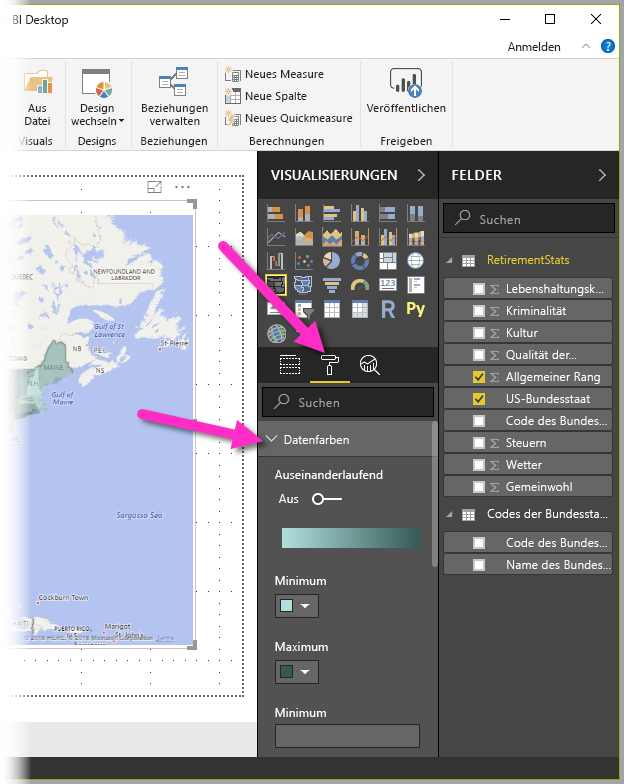 BI Desktop
Anmelden
?
Aus
Datei
Visuals
Design
wechseln
Designs
Beziehungen
verwalten
Beziehungen
Neues Measure
Neue Spalte
Neues Quickmeasure
Berechnungen
Veröffentlichen
Freigeben
NEWFOUNDLAND AND
LABRADOR
Gulf of St
Lawrence
NB
P.E.I.
St-Pierre
MAINE
NS
N.H.
Gulf of
Maine
Sargasso Sea
Cockburn Town
PUERTO RICO
Marigot
St. John's
© 2018 HERE, © 2018 Microsoft Corporation Terms
VISUALISIERUNGEN
123
R
Py
Suchen
Datenfarben
Auseinanderlaufend
Aus
Minimum
Maximum
Minimum
FELDER
Suchen
RetirementStats
Lebenshaltungsk...
Σ Kriminalität
Σ Kultur
Σ Qualität der...
Σ Allgemeiner Rang
US-Bundesstaat
Code des Bundes...
Σ Steuern
Σ Wetter
Σ Gemeinwohl
Codes der Bundessta...
Code des Bundes...
Name des Bundes...